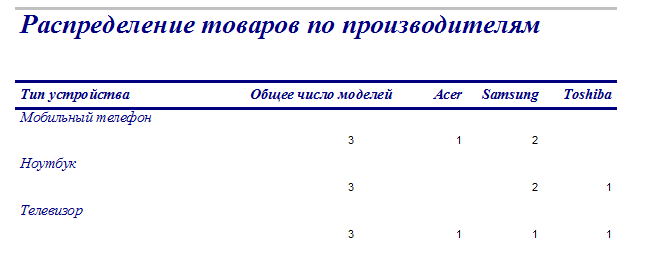 Распределение товаров по производителям
Тип устройства Общее число моделей Acer Samsung Toshiba
Мобильный телефон
3 1 2
Ноутбук
3 2 1
Телевизор
3 1 1 1